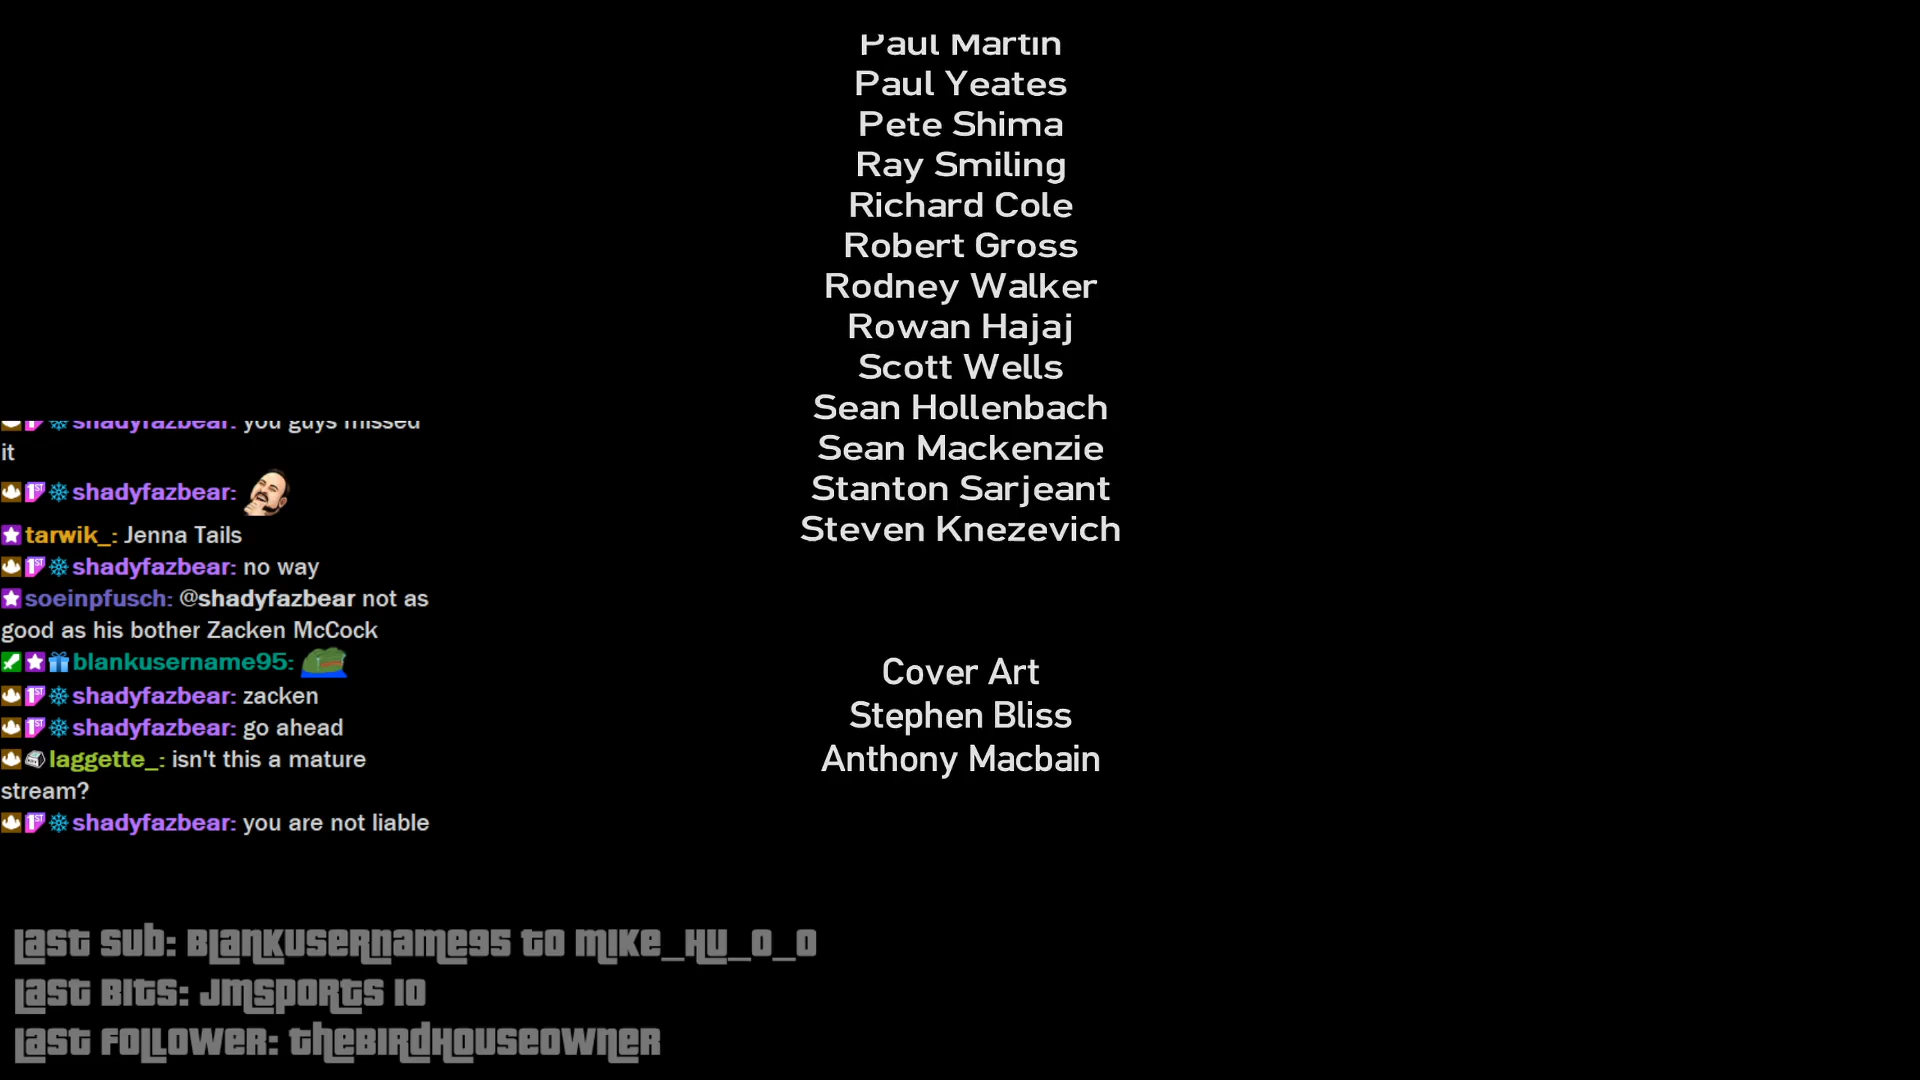 Paul Martin
Paul Yeates
Pete Shima
Ray Smiling
Richard Cole
Robert Gross
Rodney Walker
Rowan Hajaj
Scott Wells
Sean Hollenbach
Sean Mackenzie
Stanton Sarjeant
Steven Knezevich
Cover Art
Stephen Bliss
Anthony Macbain
shadyfazbear: you guys missed
it
shadyfazbear:
tarwik_: Jenna Tails
shadyfazbear: no way
soeinpfusch: @shadyfazbear not as
good as his bother Zacken McCock
blankusername95:
shadyfazbear: zacken
shadyfazbear: go ahead
laggette_: isn't this a mature
stream?
shadyfazbear: you are not liable
Last Sub: Blankusername95 to mike_hu_o_o
Last Bits: jmsports 10
Last Follower: thebirdhouseowner